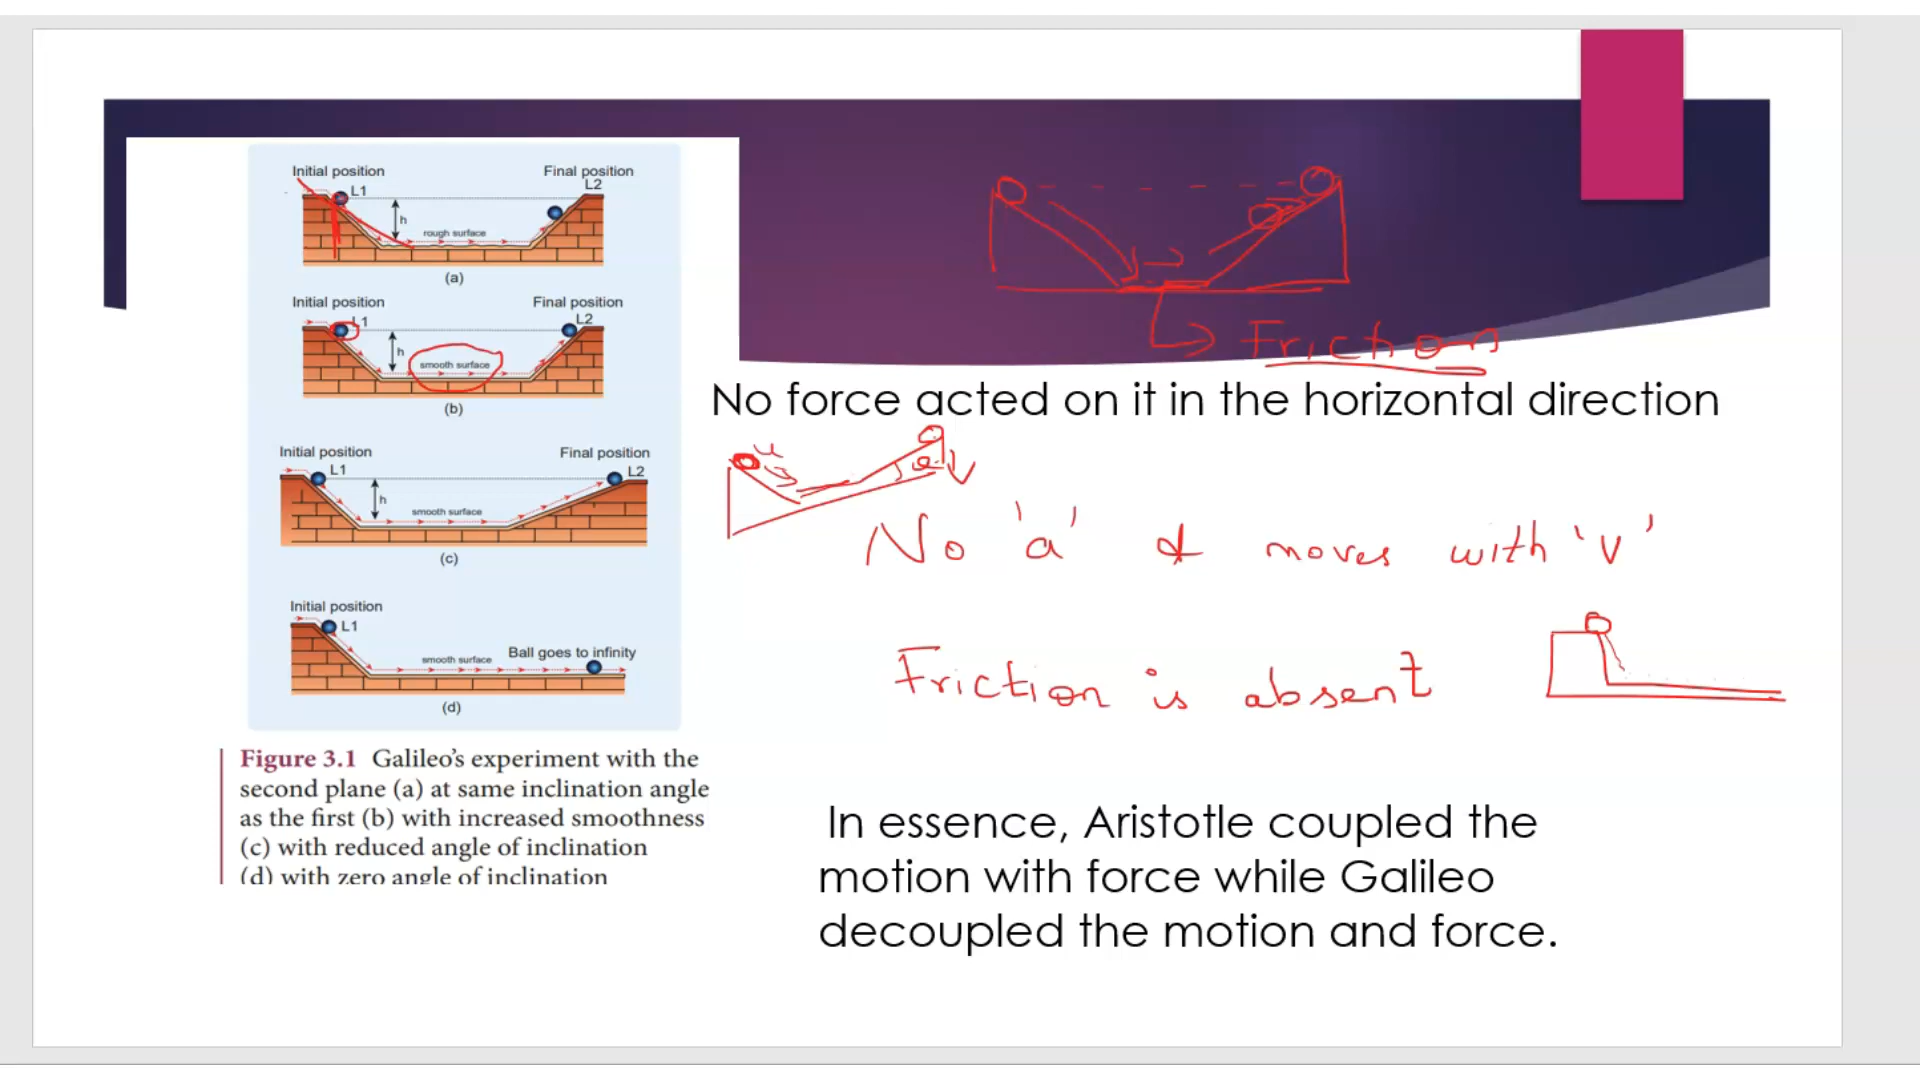 Initial position
Final position
L1
L2
h
rough surface
(a)
Initial position
Final position
L1
L2
h
smooth surface
(b)
Initial position
Final position
L1
L2
h
smooth surface
(c)
Initial position
L1
smooth surface
Ball goes to infinity
(d)
Figure 3.1 Galileo's experiment with the
second plane (a) at same inclination angle
as the first (b) with increased smoothness
(c) with reduced angle of inclination
(d) with zero angle of inclination
Friction
No force acted on it in the horizontal direction
u
No 'a' & moves with 'v'
Friction is absent
In essence, Aristotle coupled the
motion with force while Galileo
decoupled the motion and force.